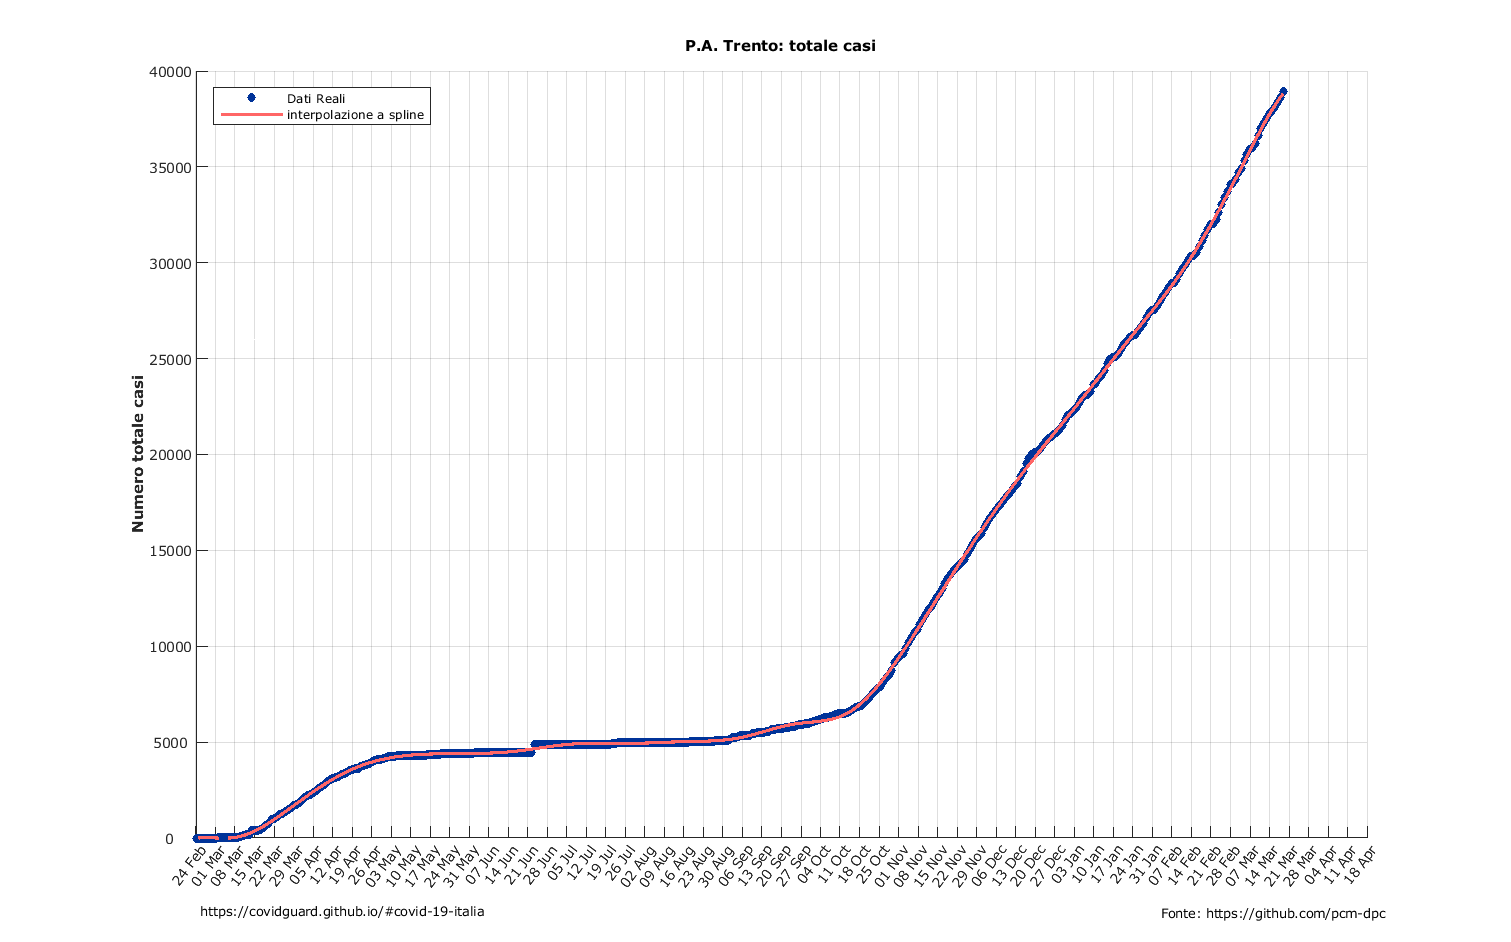 P.A. Trento: totale casi
40000
35000
30000
25000
20000
15000
10000
5000
0
Dati Reali
interpolazione a spline
Numero totale casi
24 Feb
01 Mar
08 Mar
15 Mar
22 Mar
29 Mar
05 Apr
12 Apr
19 Apr
26 Apr
03 May
10 May
17 May
24 May
31 May
07 Jun
14 Jun
21 Jun
28 Jun
05 Jul
12 Jul
19 Jul
26 Jul
02 Aug
09 Aug
16 Aug
23 Aug
30 Aug
06 Sep
13 Sep
20 Sep
27 Sep
04 Oct
11 Oct
18 Oct
25 Oct
01 Nov
08 Nov
15 Nov
22 Nov
29 Nov
06 Dec
13 Dec
20 Dec
27 Dec
03 Jan
10 Jan
17 Jan
24 Jan
31 Jan
07 Feb
14 Feb
21 Feb
28 Feb
07 Mar
14 Mar
21 Mar
28 Mar
04 Apr
11 Apr
18 Apr
https://covidguard.github.io/#covid-19-italia
Fonte: https://github.com/pcm-dpc